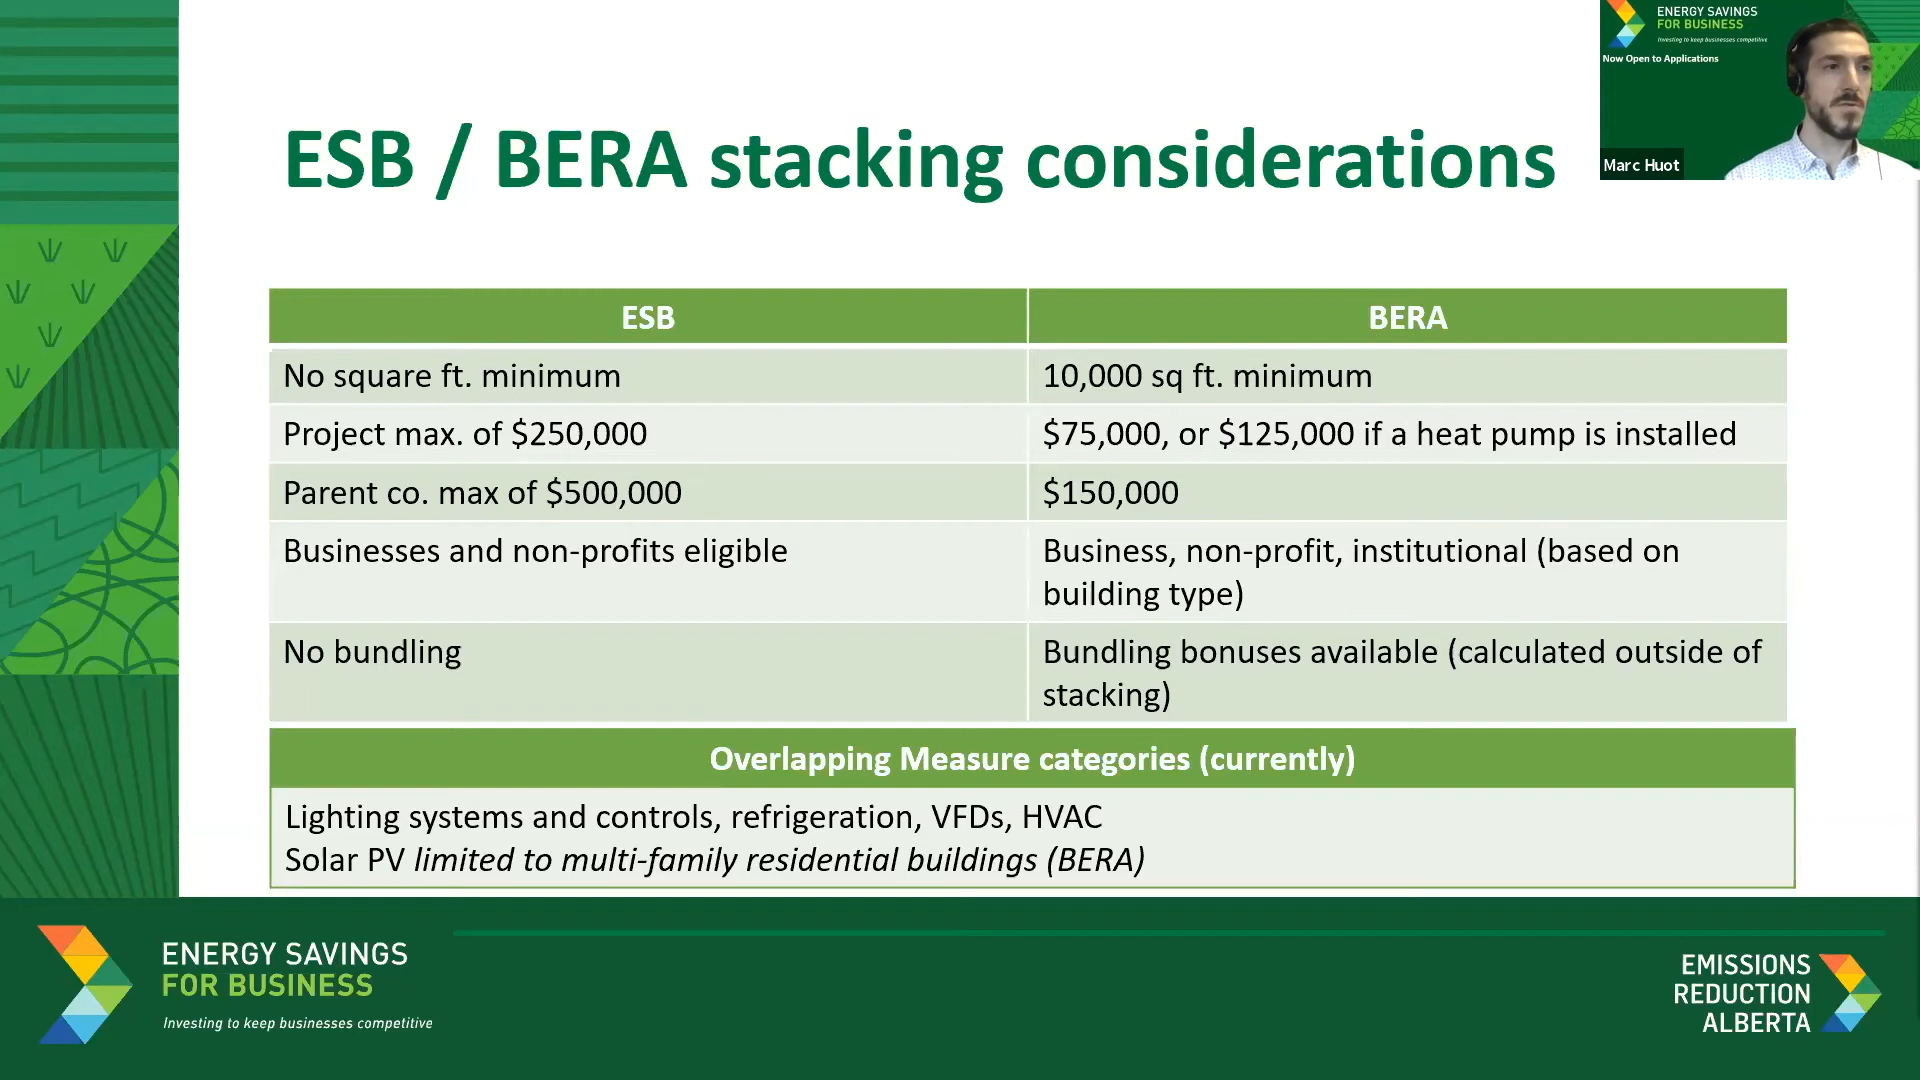 ENERGY SAVINGS
FOR BUSINESS
Investing to keep businesses competitive
Now Open to Applications
Marc Huot
ESB / BERA stacking considerations
ESB
BERA
No square ft. minimum
10,000 sq ft. minimum
Project max. of $250,000
$75,000, or $125,000 if a heat pump is installed
Parent co. max of $500,000
$150,000
Businesses and non-profits eligible
Business, non-profit, institutional (based on
building type)
No bundling
Bundling bonuses available (calculated outside of
stacking)
Overlapping Measure categories (currently)
Lighting systems and controls, refrigeration, VFDs, HVAC
Solar PV limited to multi-family residential buildings (BERA)
ENERGY SAVINGS
FOR BUSINESS
Investing to keep businesses competitive
EMISSIONS
REDUCTION
ALBERTA